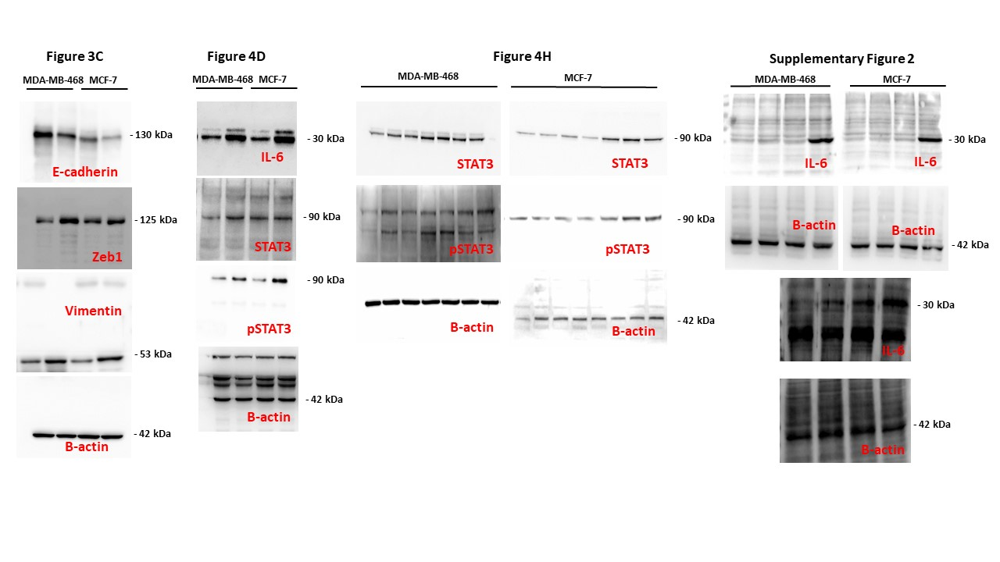 Figure 3C
MDA-MB-468 MCF-7
- 130 kDa
E-cadherin
- 125 kDa
Zeb1
Vimentin
- 53 kDa
- 42 kDa
B-actin
Figure 4D
MDA-MB-468 MCF-7
- 30 kDa
IL-6
- 90 kDa
STAT3
- 90 kDa
pSTAT3
- 42 kDa
B-actin
Figure 4H
MDA-MB-468 MCF-7
- 90 kDa
STAT3 STAT3
- 90 kDa
pSTAT3 pSTAT3
- 42 kDa
B-actin B-actin
Supplementary Figure 2
MDA-MB-468 MCF-7
- 30 kDa
IL-6 IL-6
B-actin B-actin
- 42 kDa
- 30 kDa
IL-6
- 42 kDa
B-actin